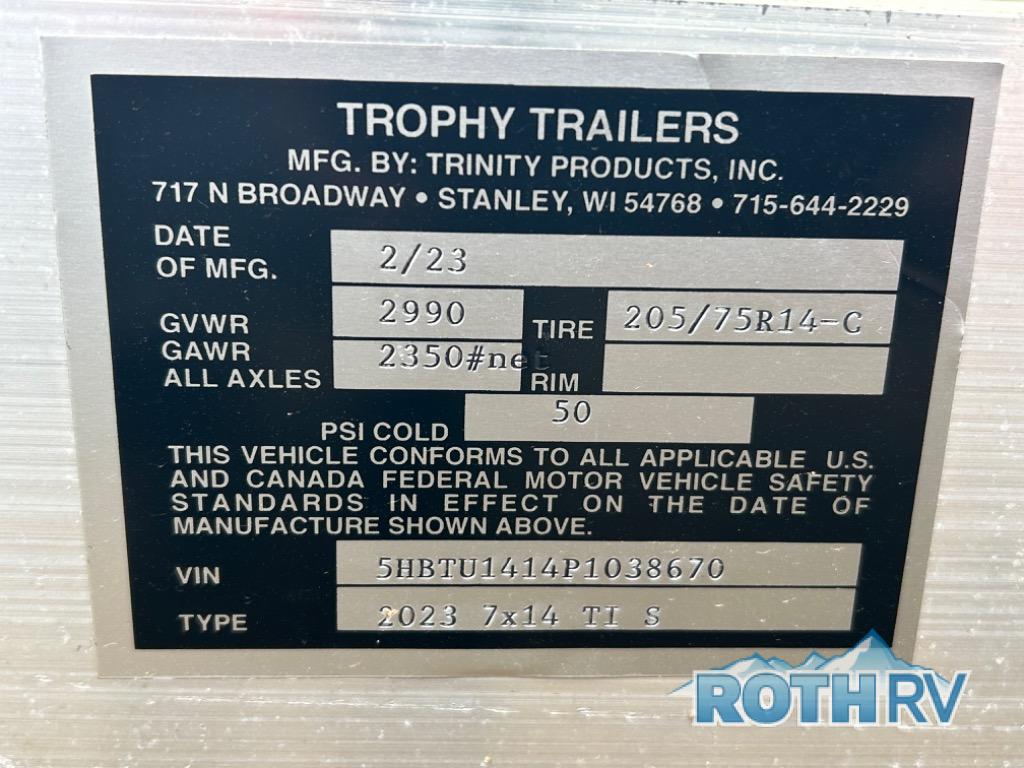 TROPHY TRAILERS
MFG. BY: TRINITY PRODUCTS, INC.
717 N BROADWAY • STANLEY, WI 54768 • 715-644-2229
DATE
OF MFG. 2/23
GVWR 2990 TIRE 205/75R14-C
GAWR
ALL AXLES 2350#net RIM
PSI COLD 50
THIS VEHICLE CONFORMS TO ALL APPLICABLE U.S.
AND CANADA FEDERAL MOTOR VEHICLE SAFETY
STANDARDS IN EFFECT ON THE DATE OF
MANUFACTURE SHOWN ABOVE.
VIN 5HBTU1414P1038670
TYPE 2023 7x14 TI S
ROTH RV